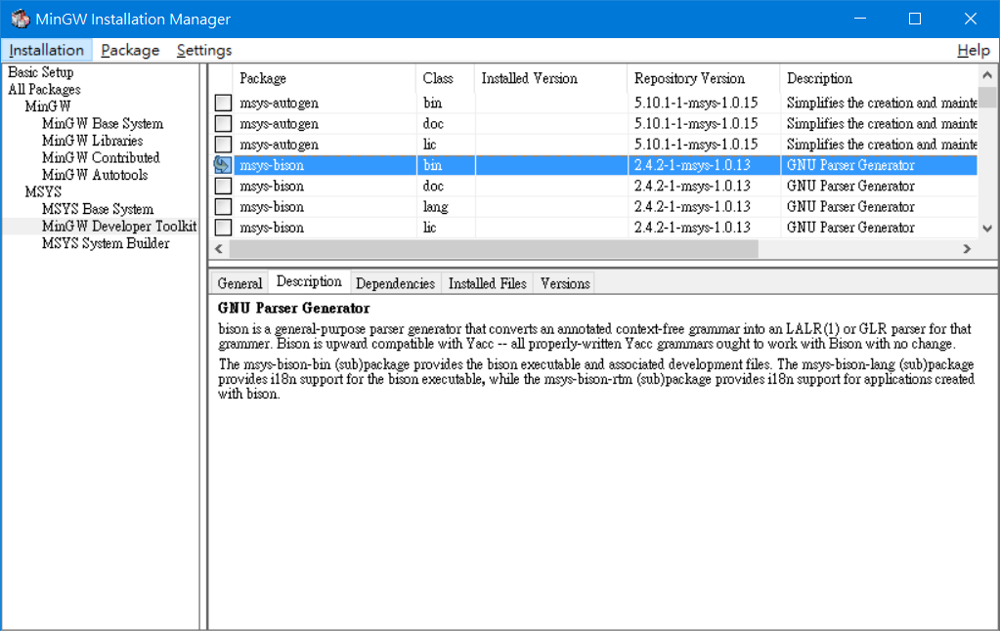 MinGW Installation Manager
Installation Package Settings Help
Basic Setup
All Packages
MinGW
MinGW Base System
MinGW Libraries
MinGW Contributed
MinGW Autotools
MSYS
MSYS Base System
MinGW Developer Toolkit
MSYS System Builder
Package Class Installed Version Repository Version Description
msys-autogen bin 5.10.1-1-msys-1.0.15 Simplifies the creation and mainte
msys-autogen doc 5.10.1-1-msys-1.0.15 Simplifies the creation and mainte
msys-autogen lic 5.10.1-1-msys-1.0.15 Simplifies the creation and mainte
msys-bison bin 2.4.2-1-msys-1.0.13 GNU Parser Generator
msys-bison doc 2.4.2-1-msys-1.0.13 GNU Parser Generator
msys-bison lang 2.4.2-1-msys-1.0.13 GNU Parser Generator
msys-bison lic 2.4.2-1-msys-1.0.13 GNU Parser Generator
General Description Dependencies Installed Files Versions
GNU Parser Generator
bison is a general-purpose parser generator that converts an annotated context-free grammar into an LALR(1) or GLR parser for that
grammer. Bison is upward compatible with Yacc -- all properly-written Yacc grammars ought to work with Bison with no change.
The msys-bison-bin (sub)package provides the bison executable and associated development files. The msys-bison-lang (sub)package
provides i18n support for the bison executable, while the msys-bison-rtm (sub)package provides i18n support for applications created
with bison.